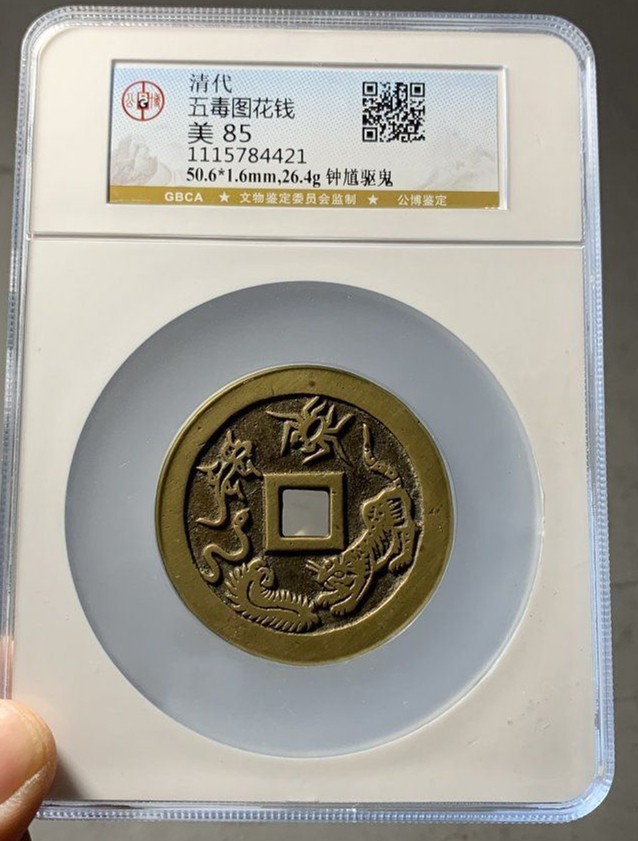 清代
五毒图花钱
美 85
1115784421
50.6*1.6mm,26.4g 钟馗驱鬼
GBCA ★ 文物鉴定委员会监制 ★ 公博鉴定